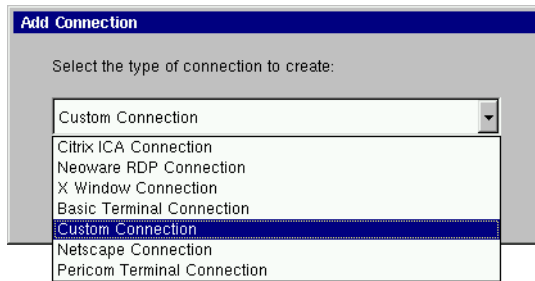 Add Connection
Select the type of connection to create:
Custom Connection
Citrix ICA Connection
Neoware RDP Connection
X Window Connection
Basic Terminal Connection
Custom Connection
Netscape Connection
Pericom Terminal Connection